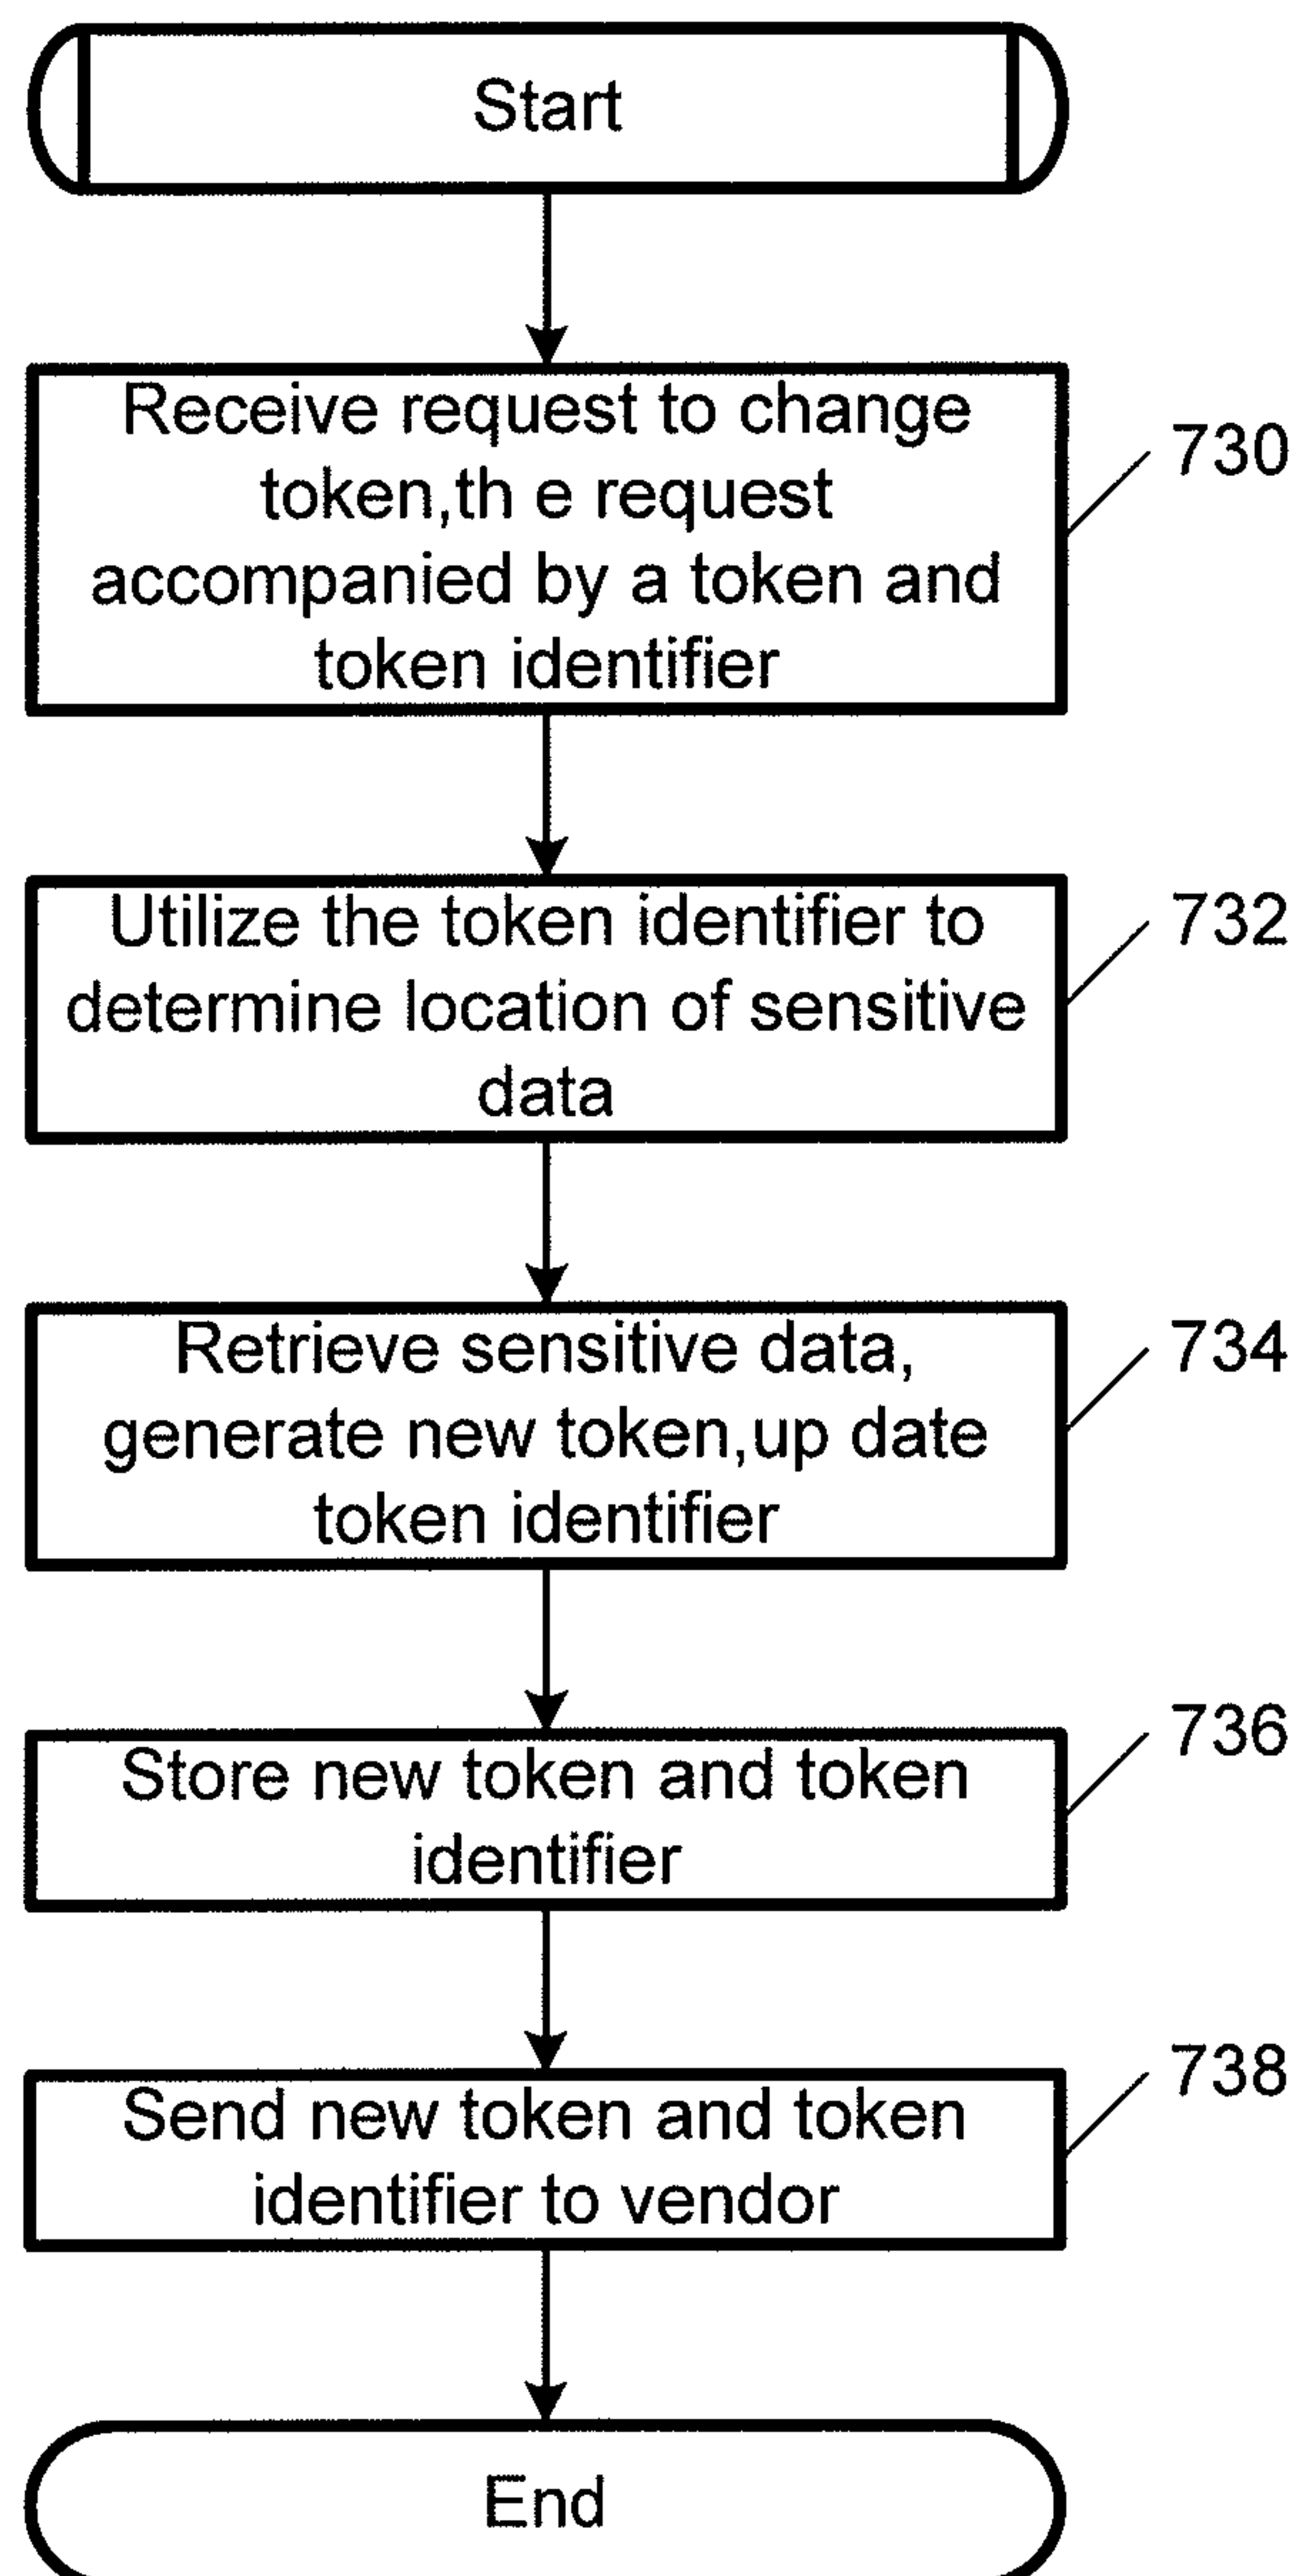 Start
Receive request to change
token,th e request
accompanied by a token and
token identifier
730
Utilize the token identifier to
determine location of sensitive
data
732
Retrieve sensitive data,
generate new token,up date
token identifier
734
Store new token and token
identifier
736
Send new token and token
identifier to vendor
738
End